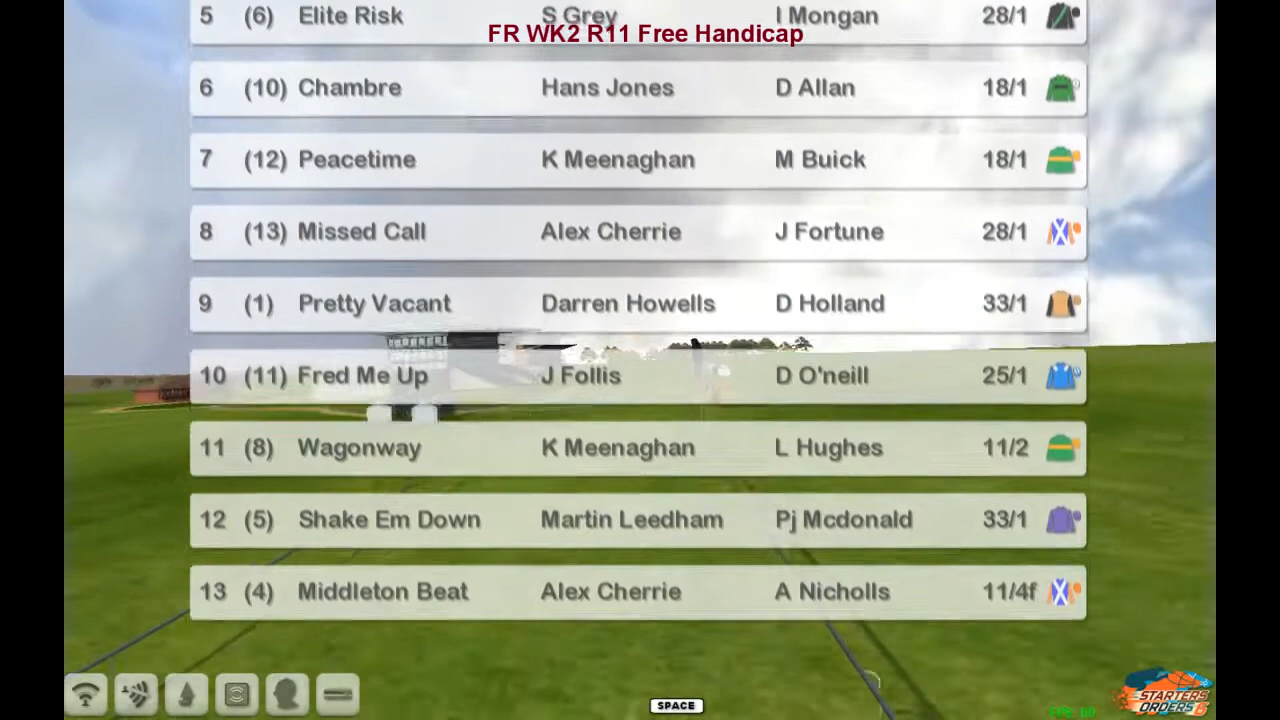 5 (6) Elite Risk S Grey I Mongan 28/1
FR WK2 R11 Free Handicap
6 (10) Chambre Hans Jones D Allan 18/1
7 (12) Peacetime K Meenaghan M Buick 18/1
8 (13) Missed Call Alex Cherrie J Fortune 28/1
9 (1) Pretty Vacant Darren Howells D Holland 33/1
10 (11) Fred Me Up J Follis D O'neill 25/1
11 (8) Wagonway K Meenaghan L Hughes 11/2
12 (5) Shake Em Down Martin Leedham Pj Mcdonald 33/1
13 (4) Middleton Beat Alex Cherrie A Nicholls 11/4f
SPACE
FPS 60
STARTERS
ORDERS 6